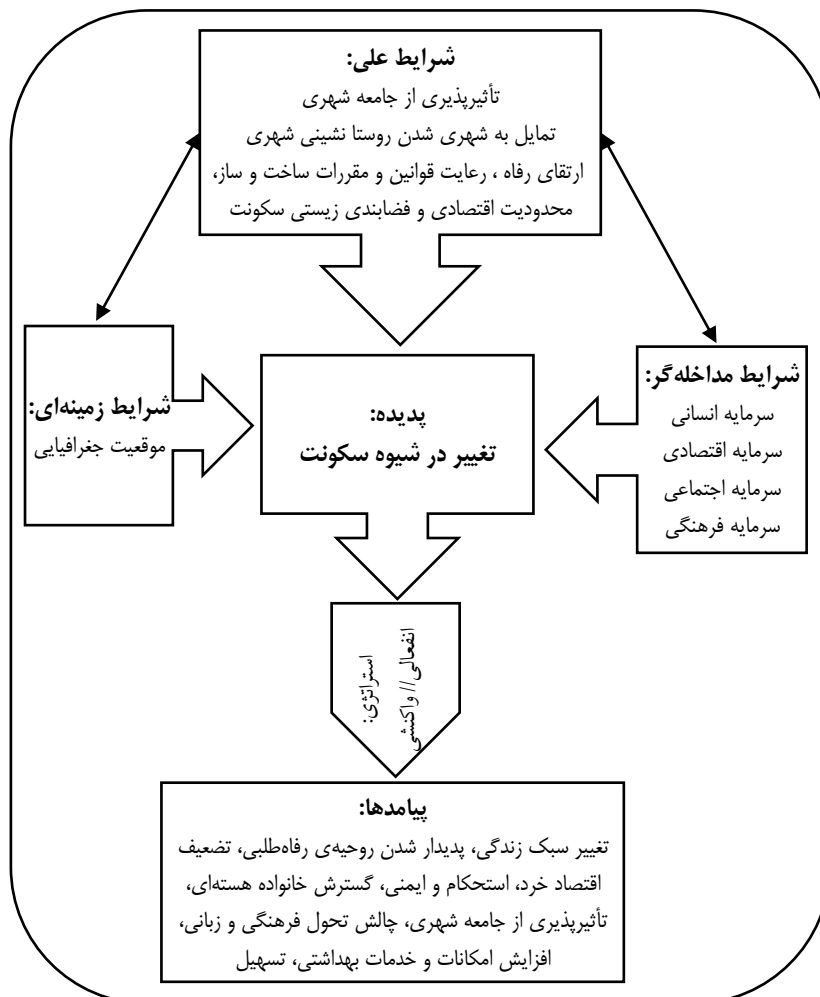 شرایط علی:
تأثیرپذیری از جامعه شهری
تمایل به شهری شدن روستا نشینی شهری
ارتقای رفاه ، رعایت قوانین و مقررات ساخت و ساز،
محدودیت اقتصادی و فضابندی زیستی سکونت
شرایط مداخله‌گر:
سرمایه انسانی
سرمایه اقتصادی
سرمایه اجتماعی
سرمایه فرهنگی
پدیده:
تغییر در شیوه سکونت
شرایط زمینه‌ای:
موقعیت جغرافیایی
استراتژی:
انفعالی// واکنشی
پیامدها:
تغییر سبک زندگی، پدیدار شدن روحیه‌ی رفاه‌طلبی، تضعیف
اقتصاد خرد، استحکام و ایمنی، گسترش خانواده هسته‌ای،
تأثیرپذیری از جامعه شهری، چالش تحول فرهنگی و زبانی،
افزایش امکانات و خدمات بهداشتی، تسهیل